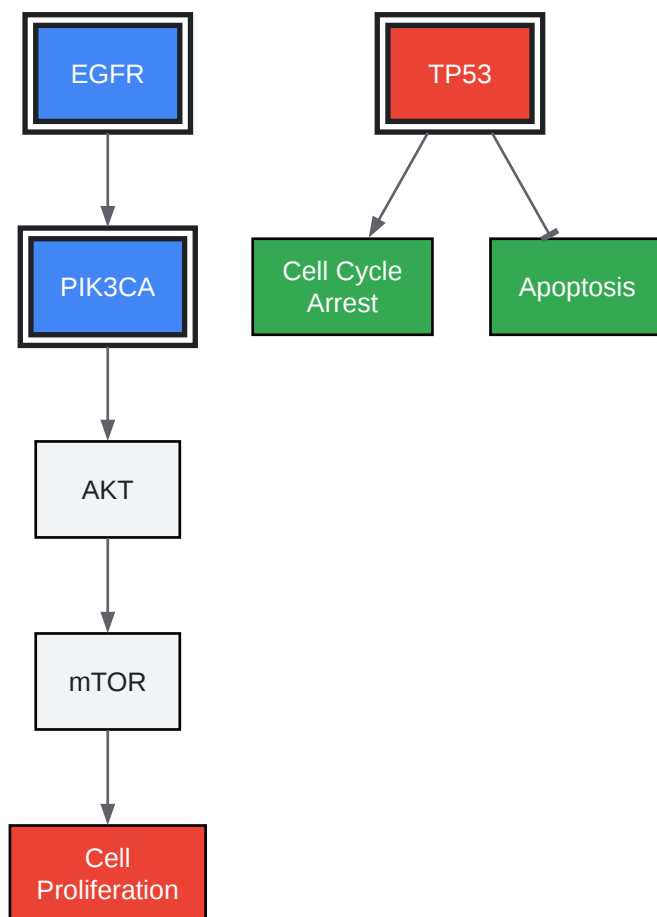 EGFR
TP53
PIK3CA
Cell Cycle
Arrest
Apoptosis
AKT
mTOR
Cell
Proliferation